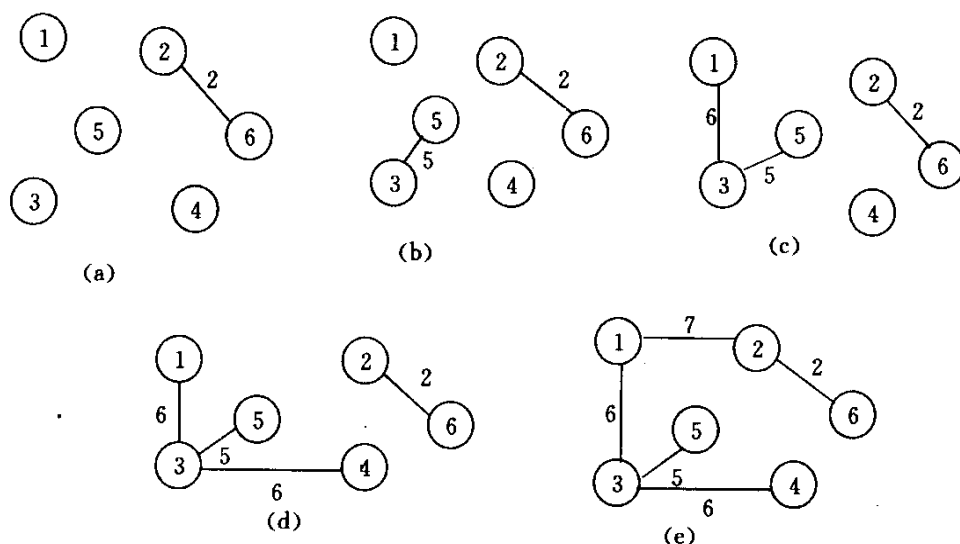 1 2 2 6 5 3 4
(a)
1 2 2 6 5 5 3 4
(b)
1 2 2 6 6 5 5 3 4
(c)
1 2 2 6 6 5 5 3 4 6
(d)
1 7 2 2 6 6 5 5 3 4 6
(e)